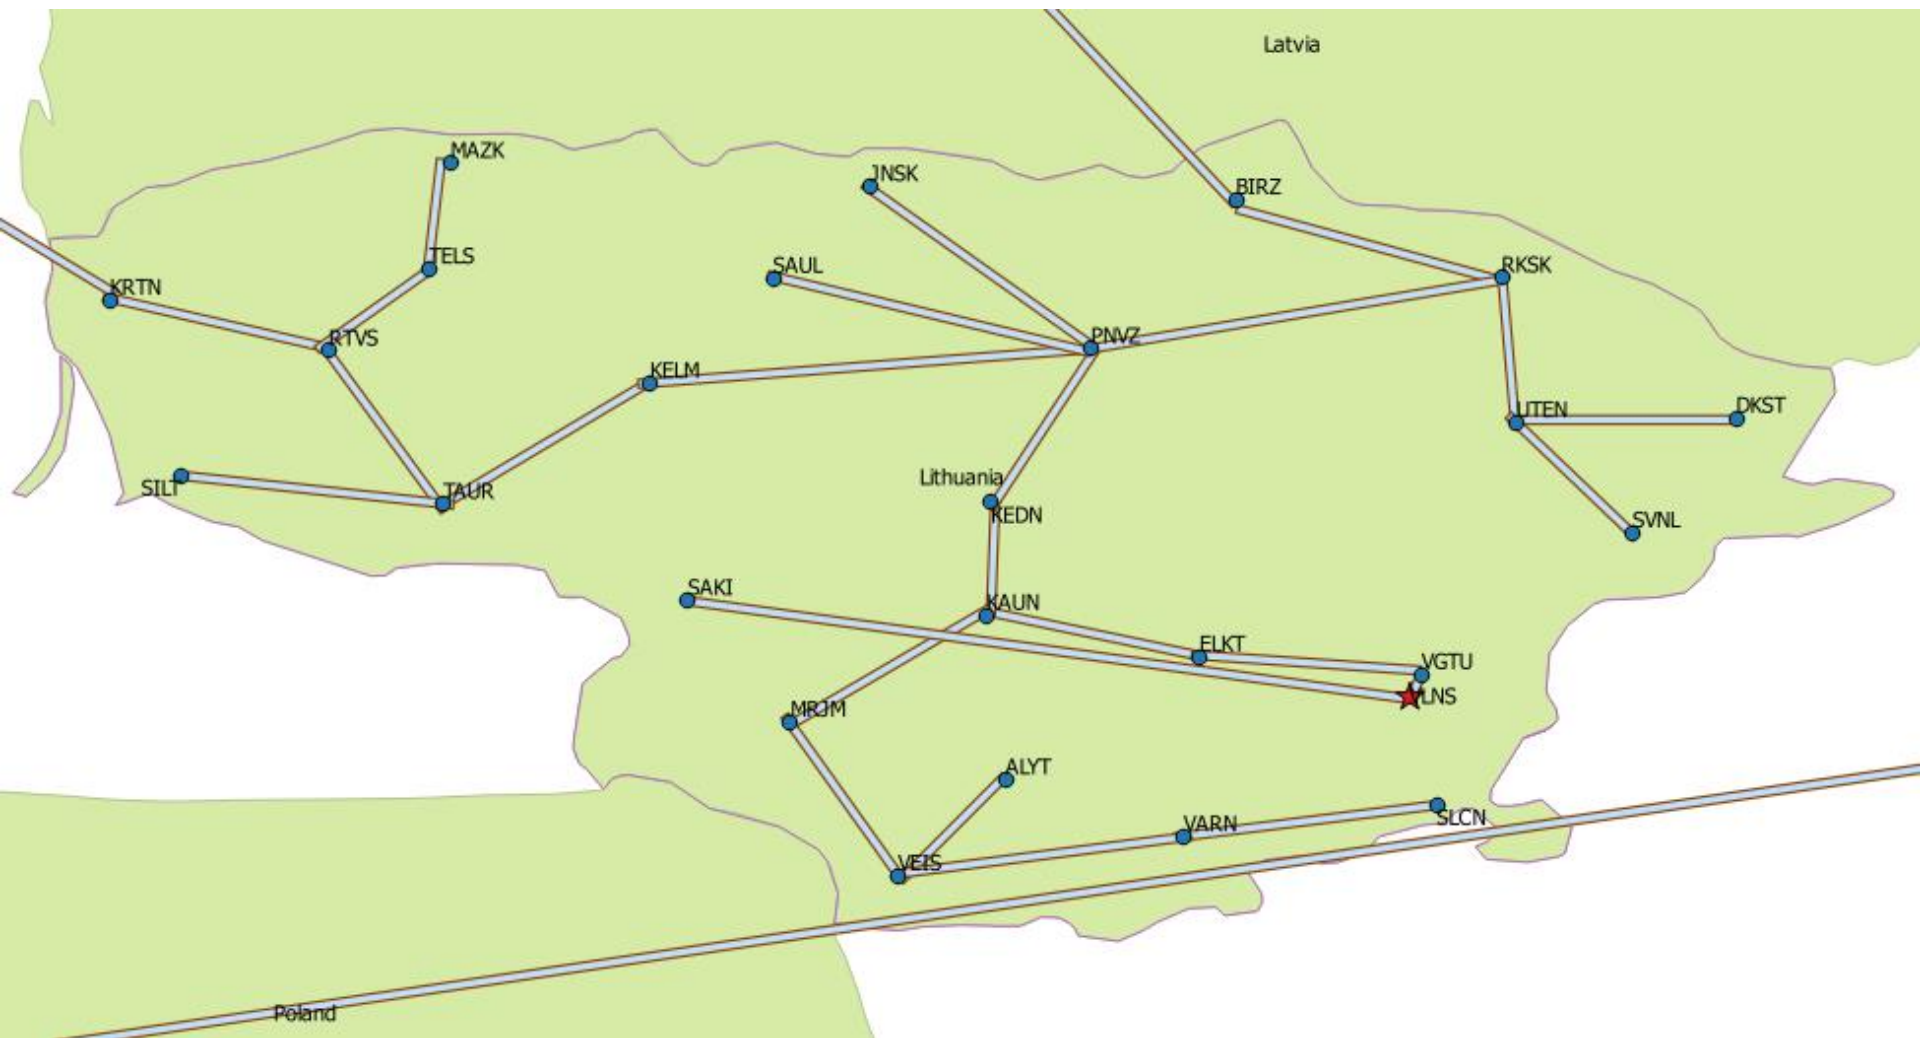 Latvia
MAZK
JNSK
BIRZ
TELS
SAUL
RKSK
KRTN
RTVS
PNVZ
KELM
UTEN
DKST
Lithuania
SILT
TAUR
KEDN
SVNL
SAKI
KAUN
ELKT
VGTU
VLNS
MRJM
ALYT
VARN
SLCN
VEIS
Poland